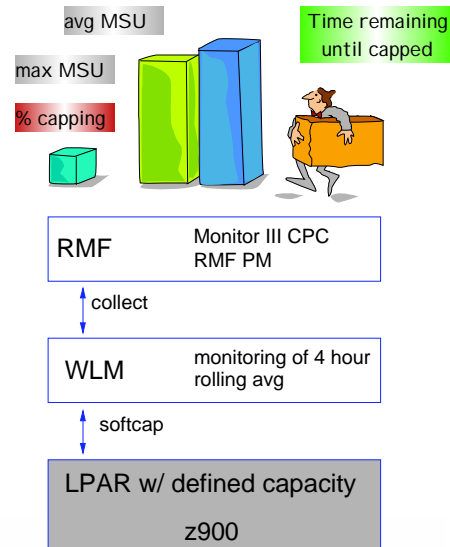 avg MSU
Time remaining
until capped
max MSU
% capping
RMF
Monitor III CPC
RMF PM
collect
WLM
monitoring of 4 hour
rolling avg
softcap
LPAR w/ defined capacity
z900